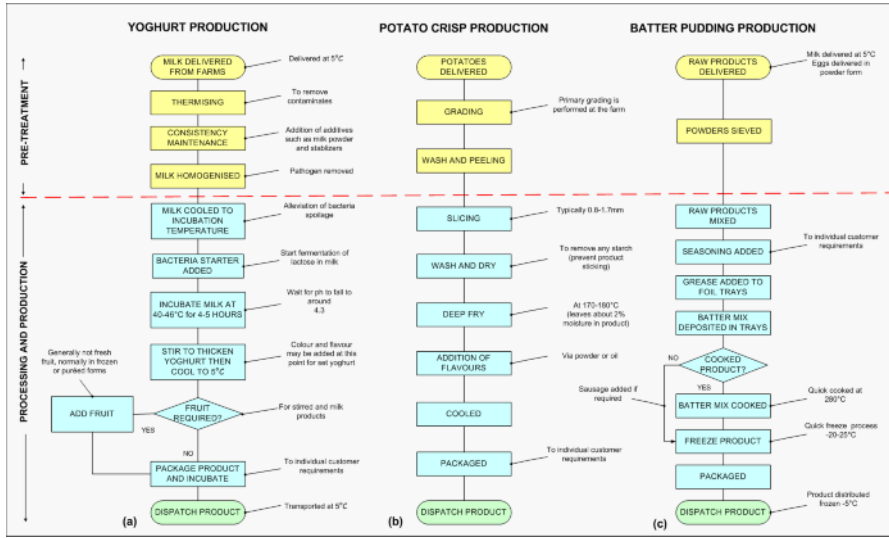 YOGHURT PRODUCTION
POTATO CRISP PRODUCTION
BATTER PUDDING PRODUCTION
PRE-TREATMENT
PROCESSING AND PRODUCTION
MILK DELIVERED
FROM FARMS
Delivered at 5℃
THERMISING
To remove
contaminates
CONSISTENCY
MAINTENANCE
Addition of additives
such as milk powder
and stablizers
MILK HOMOGENISED
Pathogen removed
MILK COOLED TO
INCUBATION
TEMPERATURE
Alleviation of bacteria
spoilage
BACTERIA STARTER
ADDED
Start fermentation of
lactose in milk
INCUBATE MILK AT
40-46°C for 4-5 HOURS
Wait for ph to fall to
around
4.3
STIR TO THICKEN
YOGHURT THEN
COOL TO 5℃
Colour and flavour
may be added at this
point for set yoghurt
Generally not fresh
fruit, normally in frozen
or puréed forms
ADD FRUIT
YES
FRUIT
REQUIRED?
For stirred and milk
products
NO
PACKAGE PRODUCT
AND INCUBATE
To individual customer
requirements
DISPATCH PRODUCT
Transported at 5℃
(a)
POTATOES
DELIVERED
GRADING
Primary grading is
performed at the farm
WASH AND PEELING
SLICING
Typically 0.8-1.7mm
WASH AND DRY
To remove any starch
(prevent product
sticking)
DEEP FRY
At 170-180°C
(leaves about 2%
moisture in product)
ADDITION OF
FLAVOURS
Via powder or oil
COOLED
PACKAGED
To individual customer
requirements
DISPATCH PRODUCT
(b)
RAW PRODUCTS
DELIVERED
Milk delivered at 5°C
Eggs delivered in
powder form
POWDERS SIEVED
RAW PRODUCTS
MIXED
SEASONING ADDED
To individual customer
requirements
GREASE ADDED TO
FOIL TRAYS
BATTER MIX
DEPOSITED IN TRAYS
NO
COOKED
PRODUCT?
YES
Sausage added if
required
BATTER MIX COOKED
Quick cooked at
280°C
FREEZE PRODUCT
Quick freeze process
-20-25°C
PACKAGED
DISPATCH PRODUCT
Product distributed
frozen -5°C
(c)